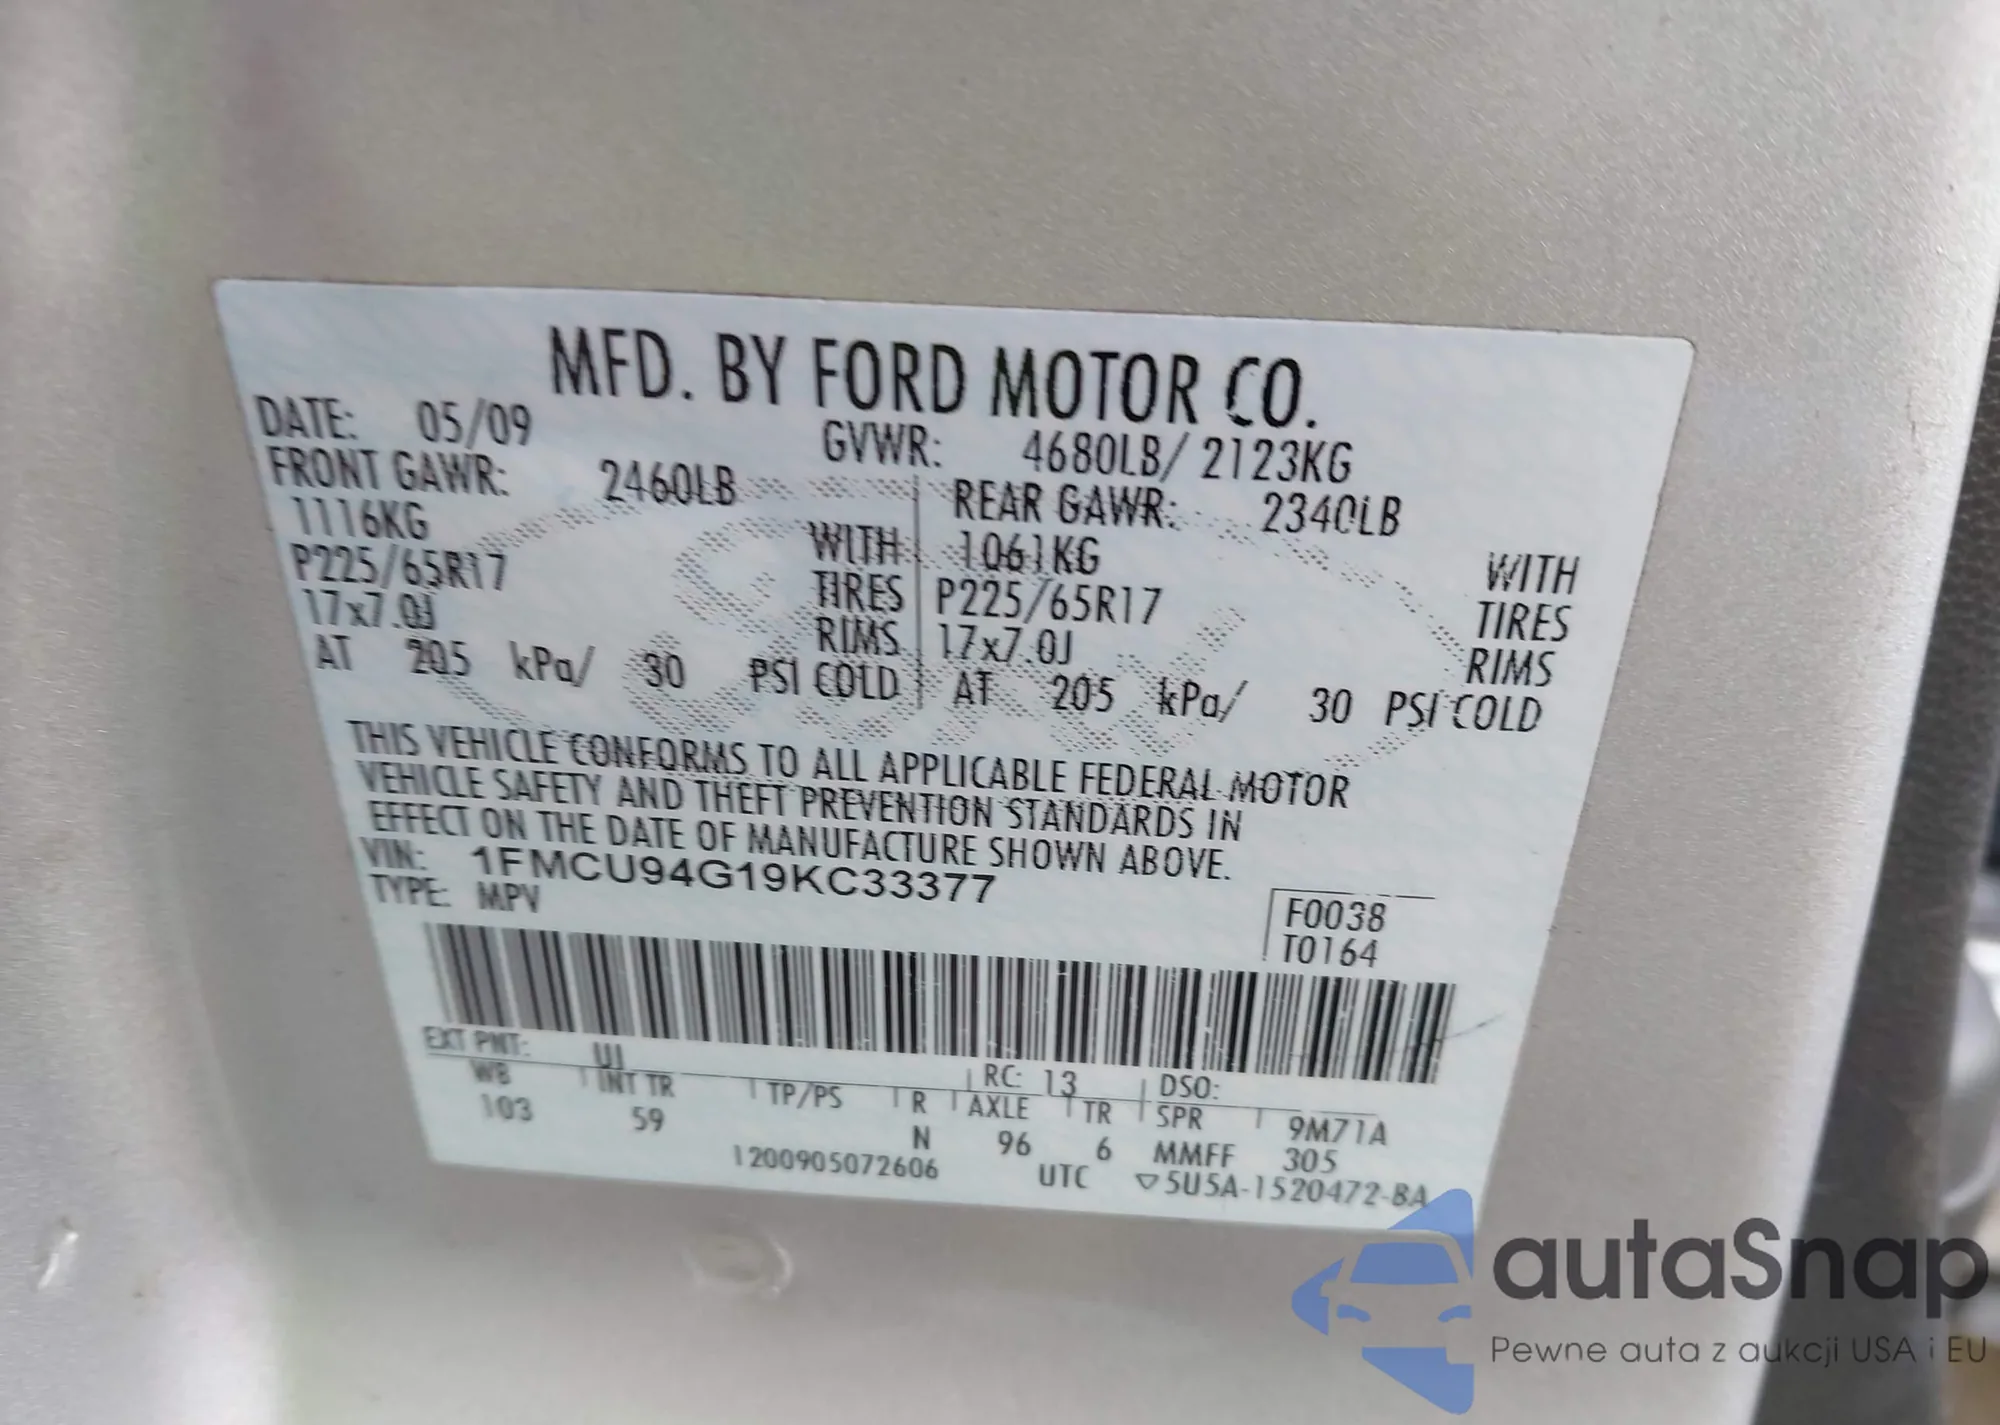 MFD. BY FORD MOTOR CO.
DATE: 05/09 GVWR: 4680LB/ 2123KG
FRONT GAWR: 2460LB REAR GAWR: 2340LB
1116KG WITH 1061KG WITH
P225/65R17 TIRES P225/65R17 TIRES
17x7.0J RIMS 17x7.0J RIMS
AT 205 kPa/ 30 PSI COLD AT 205 kPa/ 30 PSI COLD
THIS VEHICLE CONFORMS TO ALL APPLICABLE FEDERAL MOTOR
VEHICLE SAFETY AND THEFT PREVENTION STANDARDS IN
EFFECT ON THE DATE OF MANUFACTURE SHOWN ABOVE.
VIN: 1FMCU94G19KC33377
TYPE: MPV
F0038
T0164
EXT PNT: UJ RC: 13 DSO:
WB INT TR TP/PS R AXLE TR SPR 9M71A
103 59 N 96 6 MMFF 305
1200905072606 UTC ▽5U5A-1520472-BA
autaSnap
Pewne auta z aukcji USA i EU